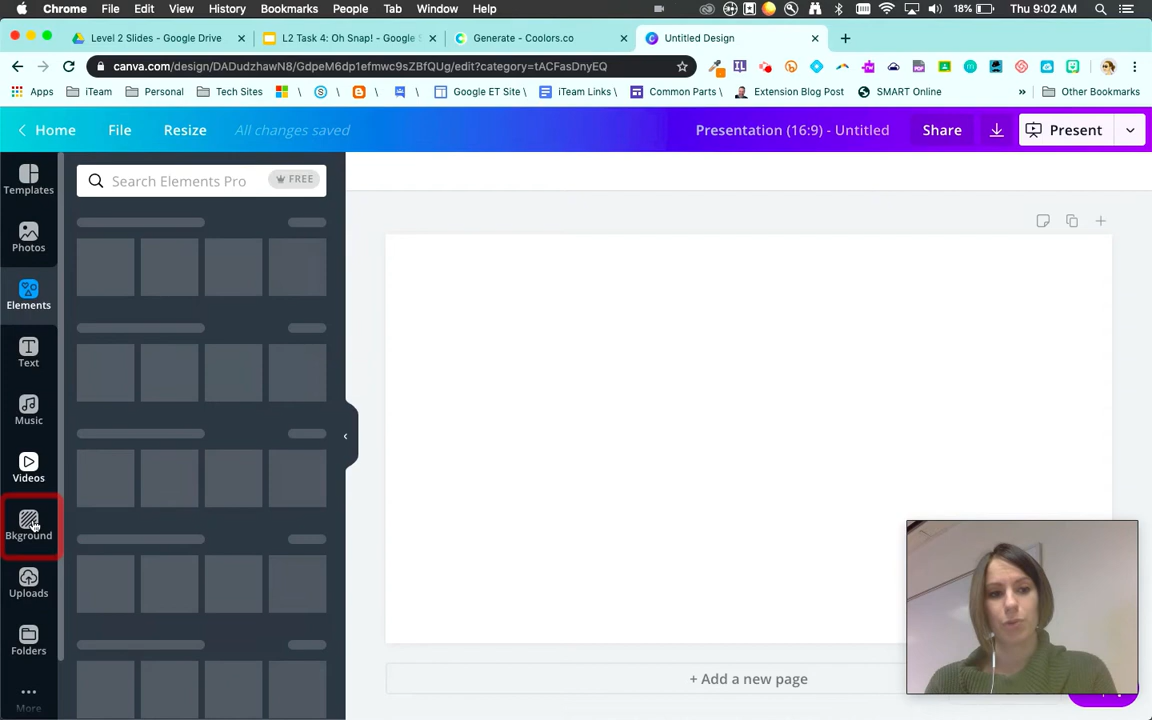 Chrome File Edit View History Bookmarks People Tab Window Help 18% Thu 9:02 AM
Level 2 Slides - Google Drive L2 Task 4: Oh Snap! - Google Generate - Coolors.co Untitled Design
canva.com/design/DADudzhawN8/GdpeM6dp1efmwc9sZBfQUg/edit?category=tACFasDnyEQ
Apps iTeam Personal Tech Sites \ \ \ Google ET Site \ iTeam Links \ Common Parts \ Extension Blog Post SMART Online » Other Bookmarks
Home File Resize All changes saved Presentation (16:9) - Untitled Share Present
Templates
Search Elements Pro FREE
Photos
Elements
Text
Music
Videos
Bkground
Uploads
Folders
+ Add a new page
More